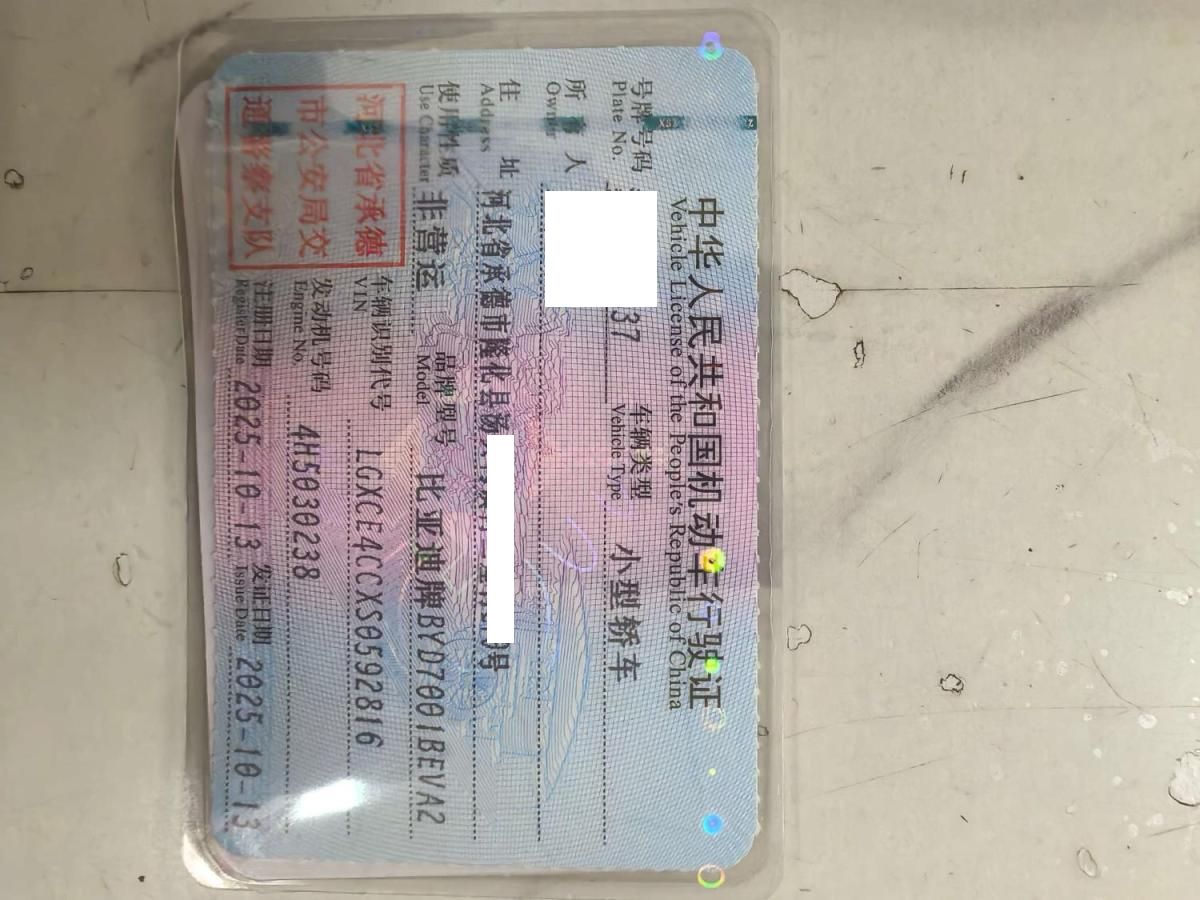 中华人民共和国机动车行驶证
Vehicle License of the People's Republic of China
号牌号码 37 车辆类型 小型轿车
Plate No. Vehicle Type
所有人
Owner
住址 河北省承德市隆化县 号
Address
使用性质 非营运 品牌型号 比亚迪牌BYD7001BEVA2
Use Character Model
河北省承德
市公安局交
通警察支队
车辆识别代号 LGXCE4CCXS0592816
VIN
发动机号码 4H5030238
Engine No.
注册日期 2025-10-13 发证日期 2025-10-13
Register Date Issue Date